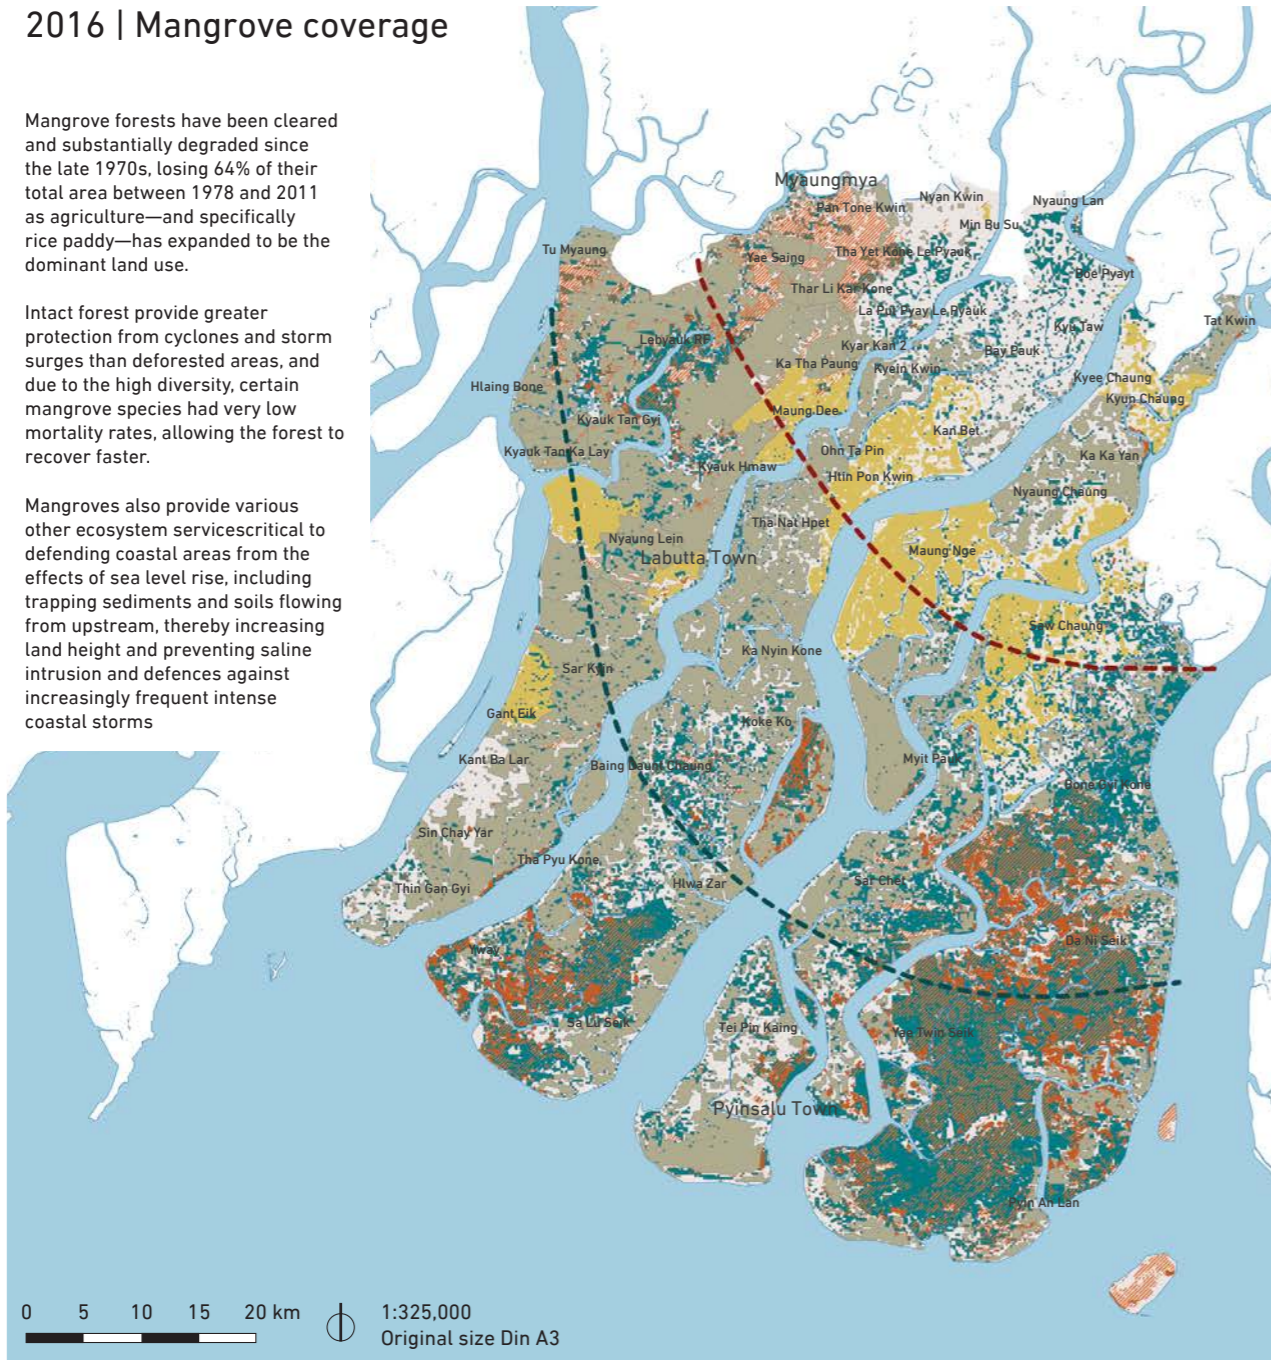 2016 | Mangrove coverage
Mangrove forests have been cleared
and substantially degraded since
the late 1970s, losing 64% of their
total area between 1978 and 2011
as agriculture—and specifically
rice paddy—has expanded to be the
dominant land use.
Intact forest provide greater
protection from cyclones and storm
surges than deforested areas, and
due to the high diversity, certain
mangrove species had very low
mortality rates, allowing the forest to
recover faster.
Mangroves also provide various
other ecosystem servicescritical to
defending coastal areas from the
effects of sea level rise, including
trapping sediments and soils flowing
from upstream, thereby increasing
land height and preventing saline
intrusion and defences against
increasingly frequent intense
coastal storms
Myaungmya
Pan Tone Kwin
Nyan Kwin
Nyaung Lan
Min Bu Su
Tu Myaung
Yae Saing
Tha Yet Kone Le Pyauk
Boe Pyayt
Thar Li Kar Kone
La Put Pyay Le Pyauk
Tat Kwin
Kyu Taw
Lebyauk RF
Kyar Kan 2
Bay Pauk
Ka Tha Paung
Kyein Kwin
Kyee Chaung
Hlaing Bone
Kyun Chaung
Maung Dee
Kyauk Tan Gyi
Kan Bet
Kyauk Tan Ka Lay
Ohn Ta Pin
Ka Ka Yan
Kyauk Hmaw
Htin Pon Kwin
Nyaung Chaung
Tha Nat Hpet
Nyaung Lein
Maung Nge
Labutta Town
Saw Chaung
Ka Nyin Kone
Sar Kyin
Gant Eik
Koke Ko
Kant Ba Lar
Baing Daunt Chaung
Myit Pauk
Bone Gyi Kone
Sin Chay Yar
Tha Pyu Kone
Thin Gan Gyi
Hlwa Zar
Sar Chet
Yway
Da Ni Seik
Sa Lu Seik
Tei Pin Kaing
Yae Twin Seik
Pyinsalu Town
Pyin Ah Lan
0 5 10 15 20 km
1:325,000
Original size Din A3